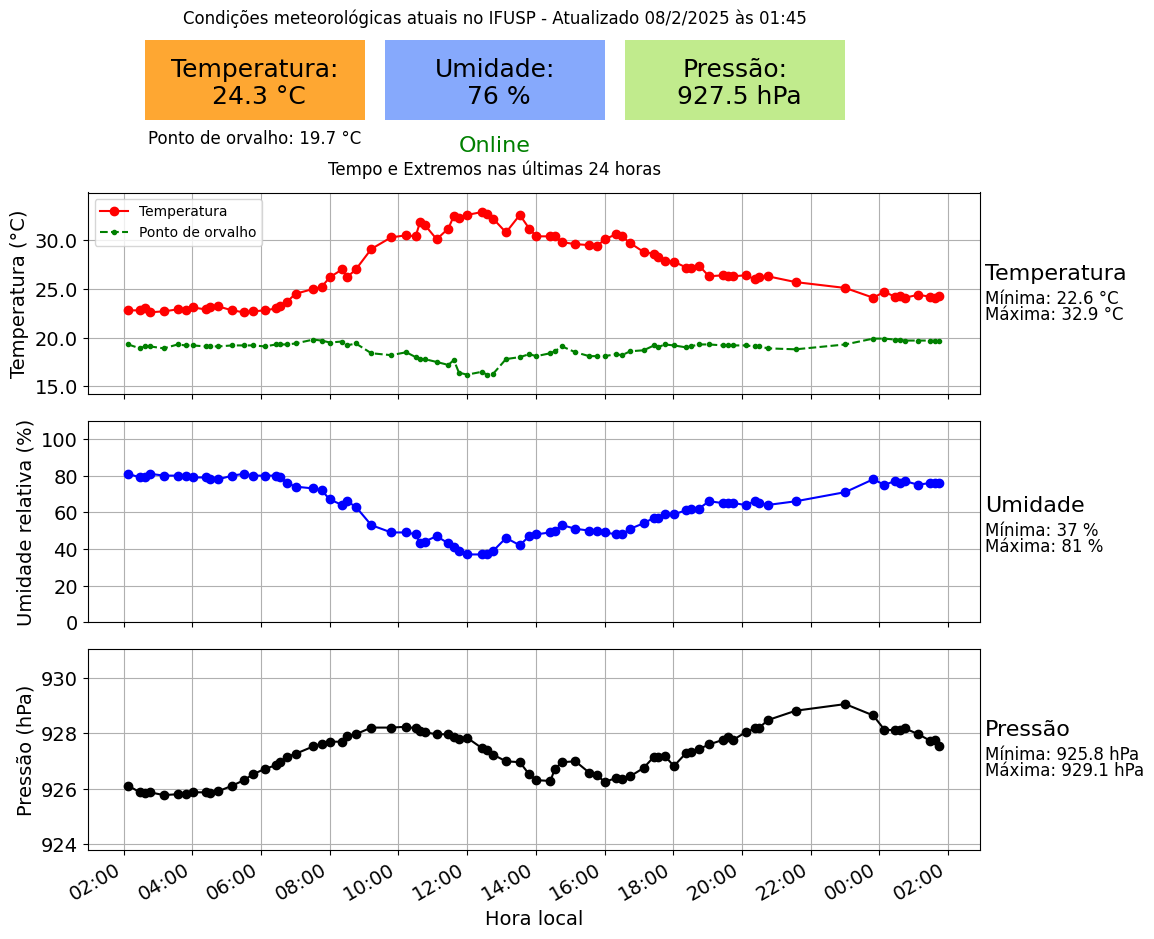 Condições meteorológicas atuais no IFUSP - Atualizado 08/2/2025 às 01:45
Temperatura:
24.3 °C
Umidade:
76 %
Pressão:
927.5 hPa
Ponto de orvalho: 19.7 °C
Online
Tempo e Extremos nas últimas 24 horas
Temperatura (°C)
30.0
25.0
20.0
15.0
Temperatura
Ponto de orvalho
Temperatura
Mínima: 22.6 °C
Máxima: 32.9 °C
Umidade relativa (%)
100
80
60
40
20
0
Umidade
Mínima: 37 %
Máxima: 81 %
Pressão (hPa)
930
928
926
924
Pressão
Mínima: 925.8 hPa
Máxima: 929.1 hPa
02:00 04:00 06:00 08:00 10:00 12:00 14:00 16:00 18:00 20:00 22:00 00:00 02:00
Hora local